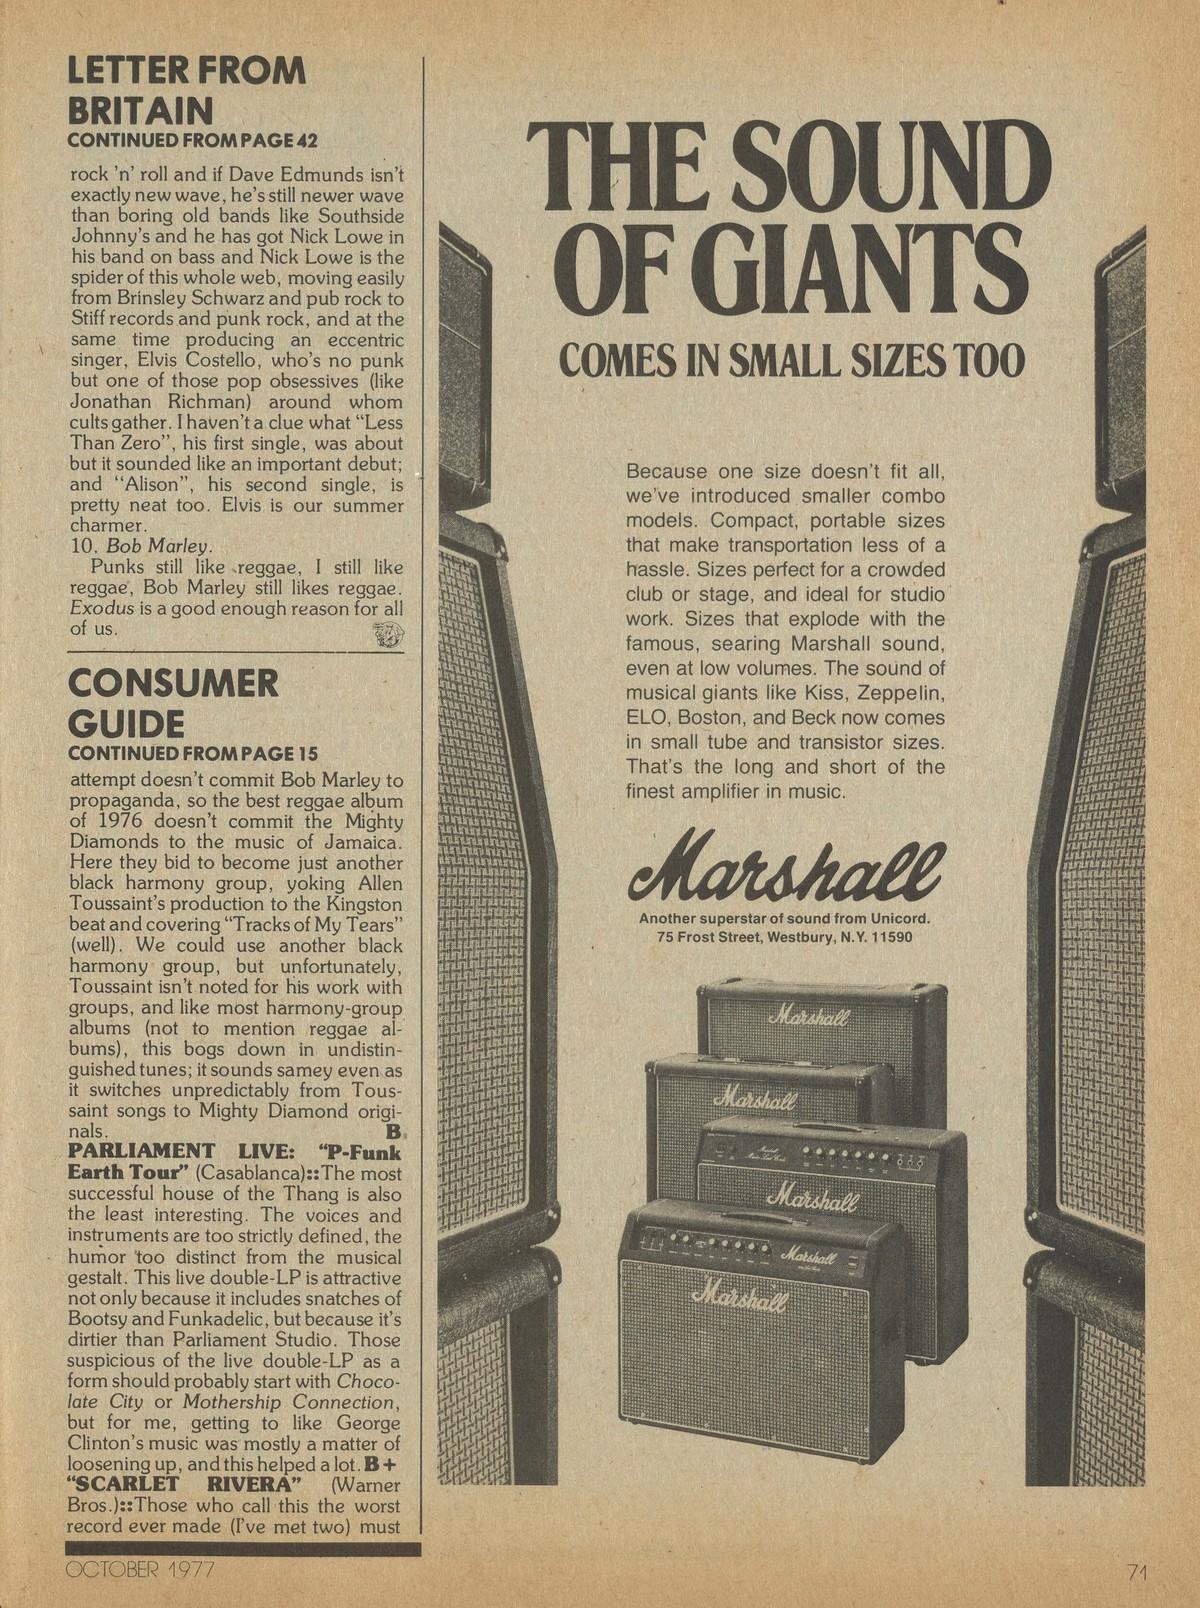 LETTER FROM
BRITAIN
CONTINUED FROM PAGE 42
rock 'n' roll and if Dave Edmunds isn't
exactly new wave, he's still newer wave
than boring old bands like Southside
Johnny's and he has got Nick Lowe in
his band on bass and Nick Lowe is the
spider of this whole web, moving easily
from Brinsley Schwarz and pub rock to
Stiff records and punk rock, and at the
same time producing an eccentric
singer, Elvis Costello, who's no punk
but one of those pop obsessives (like
Jonathan Richman) around whom
cults gather. I haven't a clue what "Less
Than Zero", his first single, was about
but it sounded like an important debut;
and "Alison", his second single, is
pretty neat too. Elvis is our summer
charmer.
10. Bob Marley.
Punks still like reggae, I still like
reggae, Bob Marley still likes reggae.
Exodus is a good enough reason for all
of us.
CONSUMER
GUIDE
CONTINUED FROM PAGE 15
attempt doesn't commit Bob Marley to
propaganda, so the best reggae album
of 1976 doesn't commit the Mighty
Diamonds to the music of Jamaica.
Here they bid to become just another
black harmony group, yoking Allen
Toussaint's production to the Kingston
beat and covering "Tracks of My Tears"
(well). We could use another black
harmony group, but unfortunately,
Toussaint isn't noted for his work with
groups, and like most harmony-group
albums (not to mention reggae al-
bums), this bogs down in undistin-
guished tunes; it sounds samey even as
it switches unpredictably from Tous-
saint songs to Mighty Diamond origi-
nals. B
PARLIAMENT LIVE: "P-Funk
Earth Tour" (Casablanca)::The most
successful house of the Thang is also
the least interesting. The voices and
instruments are too strictly defined, the
humor too distinct from the musical
gestalt. This live double-LP is attractive
not only because it includes snatches of
Bootsy and Funkadelic, but because it's
dirtier than Parliament Studio. Those
suspicious of the live double-LP as a
form should probably start with Choco-
late City or Mothership Connection,
but for me, getting to like George
Clinton's music was mostly a matter of
loosening up, and this helped a lot. B+
"SCARLET RIVERA" (Warner
Bros.)::Those who call this the worst
record ever made (I've met two) must
THE SOUND
OF GIANTS
COMES IN SMALL SIZES TOO
Because one size doesn't fit all,
we've introduced smaller combo
models. Compact, portable sizes
that make transportation less of a
hassle. Sizes perfect for a crowded
club or stage, and ideal for studio
work. Sizes that explode with the
famous, searing Marshall sound,
even at low volumes. The sound of
musical giants like Kiss, Zeppelin,
ELO, Boston, and Beck now comes
in small tube and transistor sizes.
That's the long and short of the
finest amplifier in music.
Marshall
Another superstar of sound from Unicord.
75 Frost Street, Westbury, N.Y. 11590
Marshall
Marshall
Marshall
Marshall
Marshall
OCTOBER 1977
71